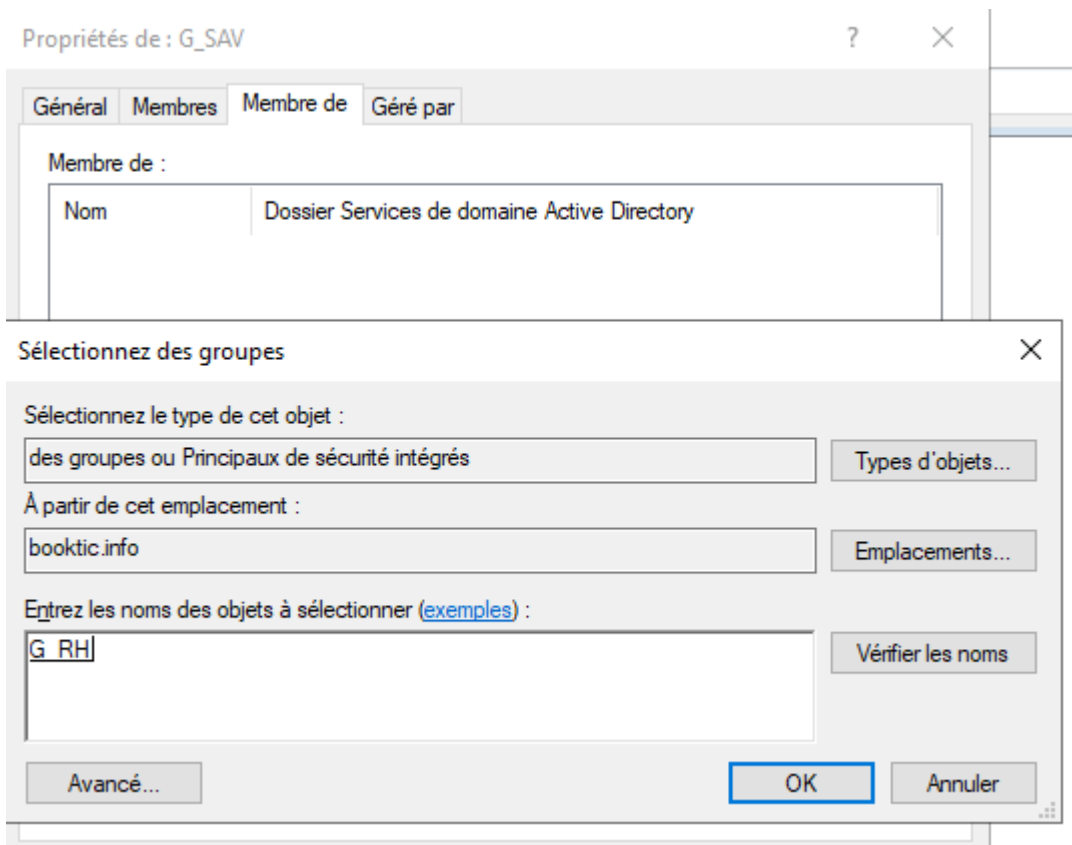 Propriétés de : G_SAV ? ×
Général Membres Membre de Géré par
Membre de :
Nom Dossier Services de domaine Active Directory
Sélectionnez des groupes ×
Sélectionnez le type de cet objet :
des groupes ou Principaux de sécurité intégrés Types d'objets...
À partir de cet emplacement :
booktic.info Emplacements...
Entrez les noms des objets à sélectionner (exemples) :
G_RH Vérifier les noms
Avancé... OK Annuler